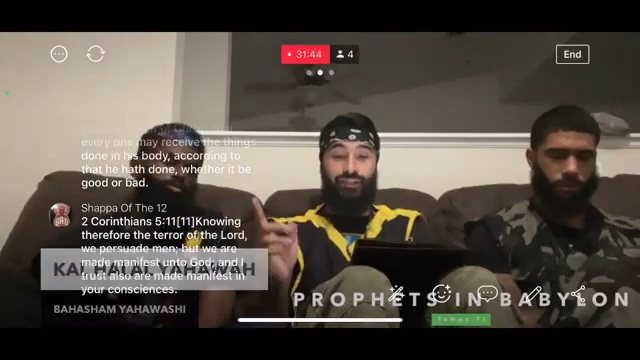 31:44
4
End
every one may receive the things
done in his body, according to
that he hath done, whether it be
good or bad.
Shappa Of The 12
2 Corinthians 5:11[11]Knowing
therefore the terror of the Lord,
we persuade men; but we are
made manifest unto God; and I
trust also are made manifest in
your consciences.
YAHAWAH
BAHASHAM YAHAWASHI
PROPHETS IN BABYLON
Tampa,Fl